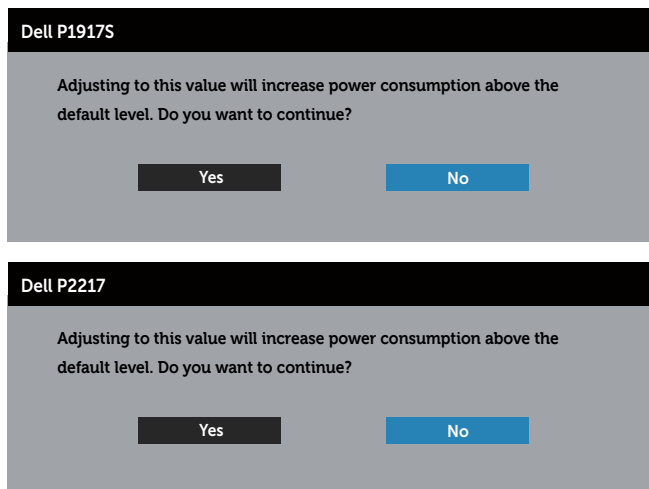 Dell P1917S
Adjusting to this value will increase power consumption above the
default level. Do you want to continue?
Yes No
Dell P2217
Adjusting to this value will increase power consumption above the
default level. Do you want to continue?
Yes No